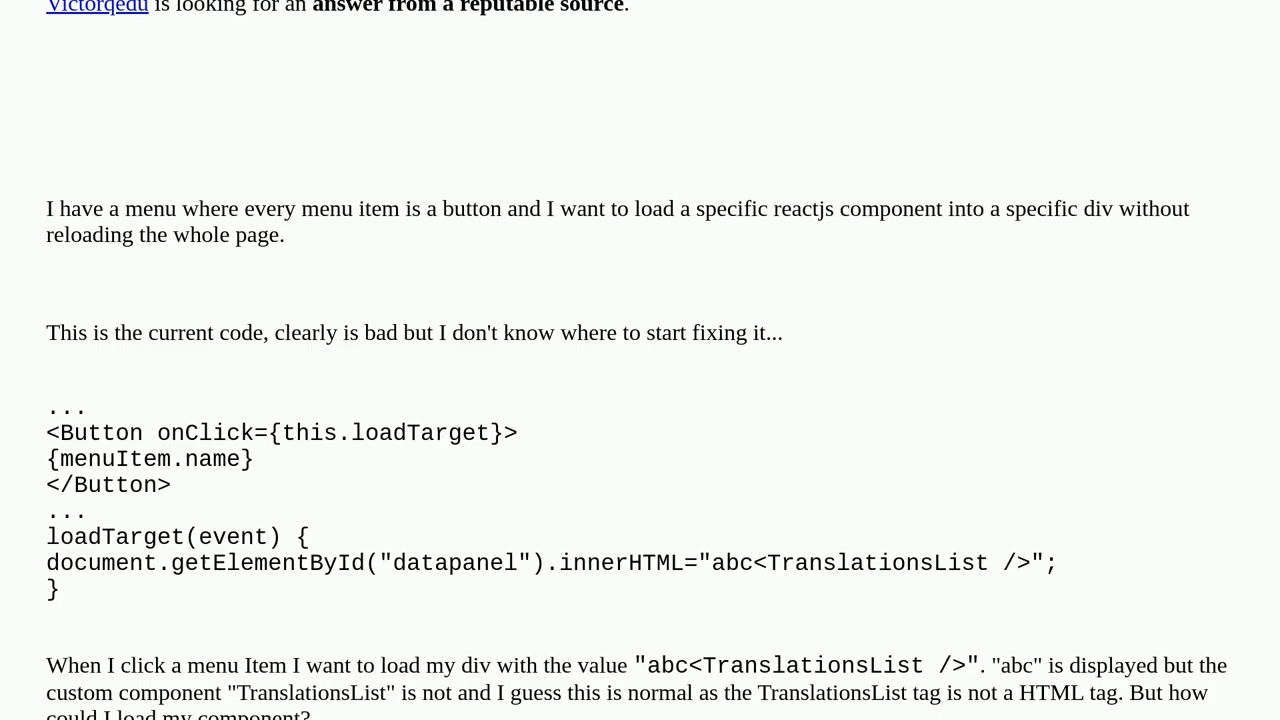 Victorqedu is looking for an answer from a reputable source.
I have a menu where every menu item is a button and I want to load a specific reactjs component into a specific div without
reloading the whole page.
This is the current code, clearly is bad but I don't know where to start fixing it...
...
<Button onClick={this.loadTarget}>
{menuItem.name}
</Button>
...
loadTarget(event) {
document.getElementById("datapanel").innerHTML="abc<TranslationsList />";
}
When I click a menu Item I want to load my div with the value "abc<TranslationsList />". "abc" is displayed but the
custom component "TranslationsList" is not and I guess this is normal as the TranslationsList tag is not a HTML tag. But how
could I load my component?